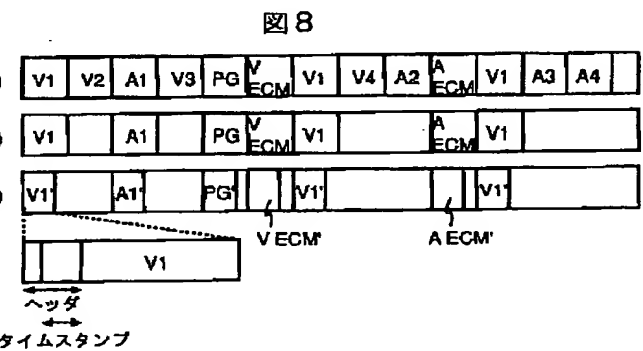 図8
V1 V2 A1 V3 PG V ECM V1 V4 A2 A ECM V1 A3 A4
V1 A1 PG V ECM V1 A ECM V1
V1' A1' PG' V1' V1'
V ECM' A ECM'
V1
ヘッダ
タイムスタンプ